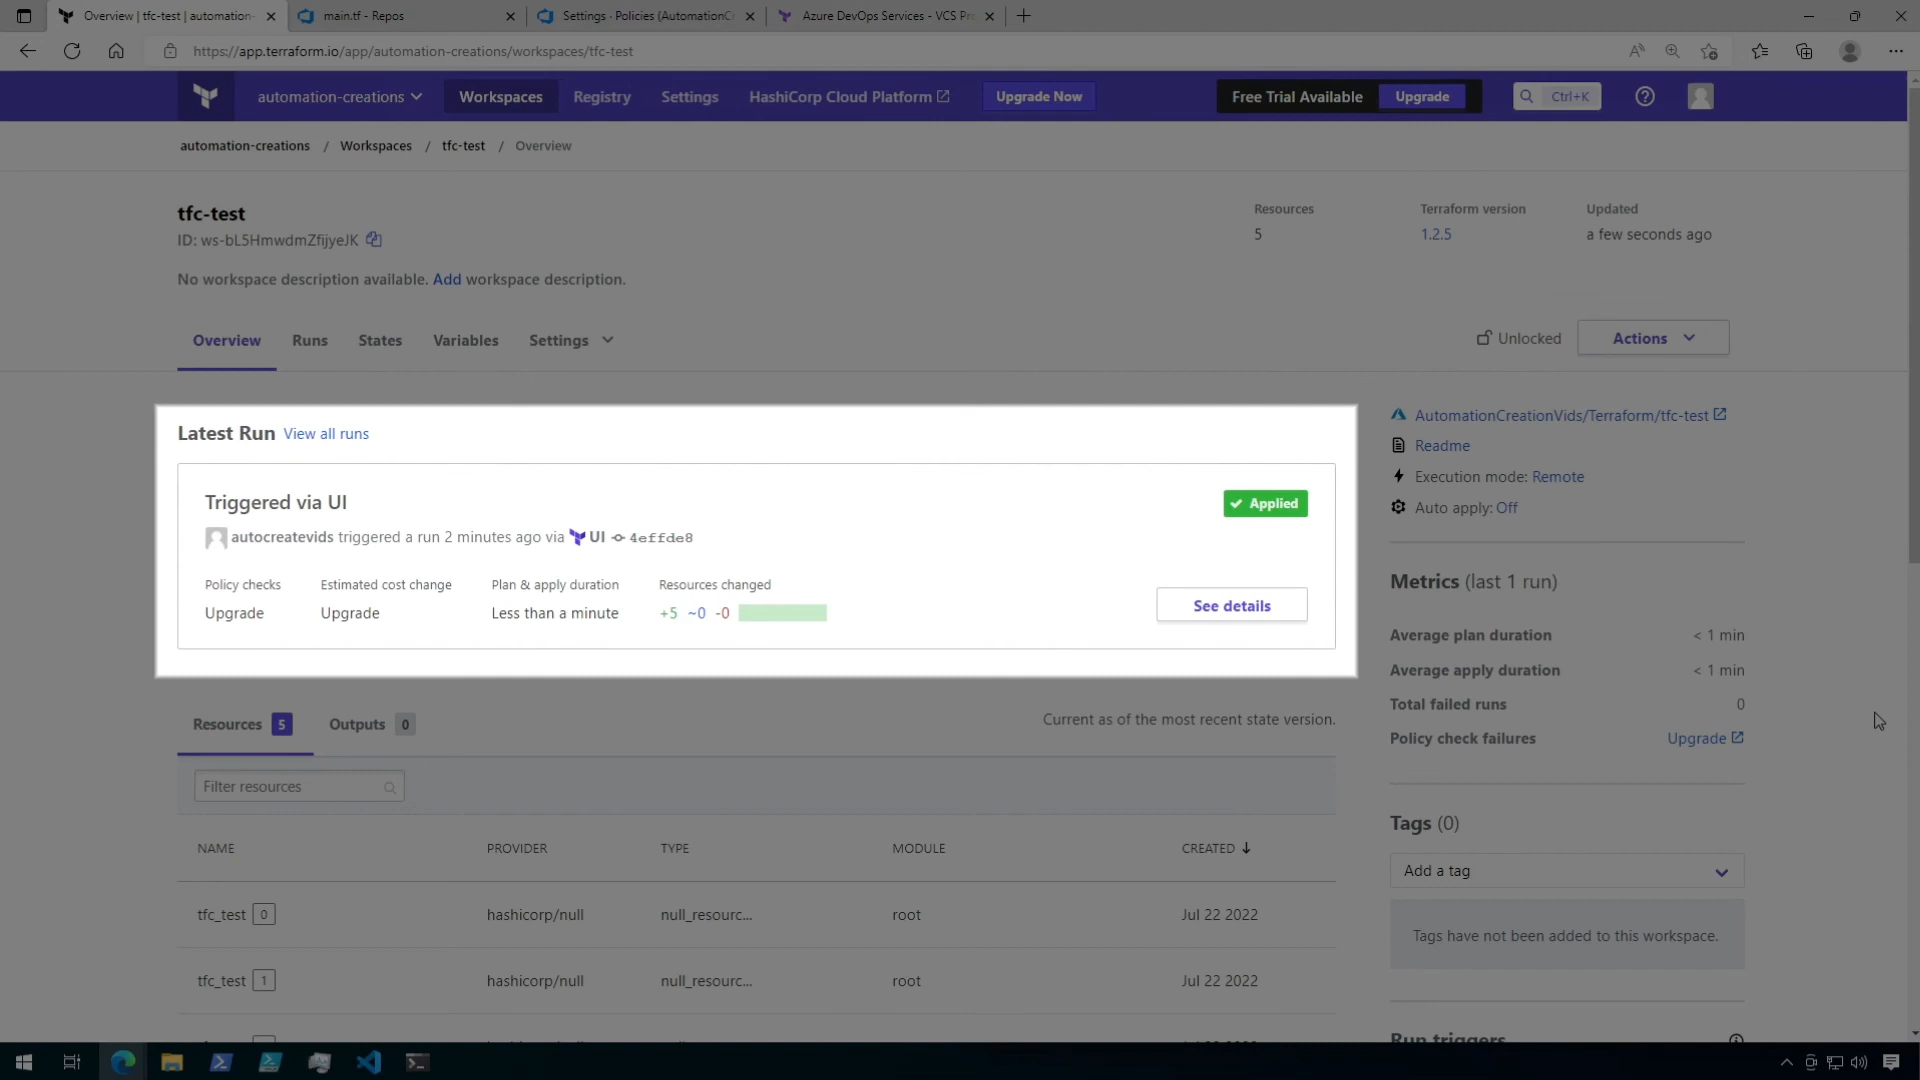 Overview | tfc-test | automation-
main.tf - Repos
Settings · Policies (AutomationCr
Azure DevOps Services - VCS Pr
https://app.terraform.io/app/automation-creations/workspaces/tfc-test
automation-creations
Workspaces
Registry
Settings
HashiCorp Cloud Platform
Upgrade Now
Free Trial Available
Upgrade
Ctrl+K
automation-creations / Workspaces / tfc-test / Overview
tfc-test
ID: ws-bL5HmwdmZfijyeJK
No workspace description available. Add workspace description.
Resources
5
Terraform version
1.2.5
Updated
a few seconds ago
Overview
Runs
States
Variables
Settings
Unlocked
Actions
Latest Run View all runs
Triggered via UI
Applied
autocreatevids triggered a run 2 minutes ago via UI 4effde8
Policy checks
Upgrade
Estimated cost change
Upgrade
Plan & apply duration
Less than a minute
Resources changed
+5 ~0 -0
See details
AutomationCreationVids/Terraform/tfc-test
Readme
Execution mode: Remote
Auto apply: Off
Metrics (last 1 run)
Average plan duration < 1 min
Average apply duration < 1 min
Total failed runs 0
Policy check failures Upgrade
Tags (0)
Add a tag
Tags have not been added to this workspace.
Run triggers
Resources 5
Outputs 0
Current as of the most recent state version.
Filter resources
NAME PROVIDER TYPE MODULE CREATED
tfc_test 0 hashicorp/null null_resourc... root Jul 22 2022
tfc_test 1 hashicorp/null null_resourc... root Jul 22 2022